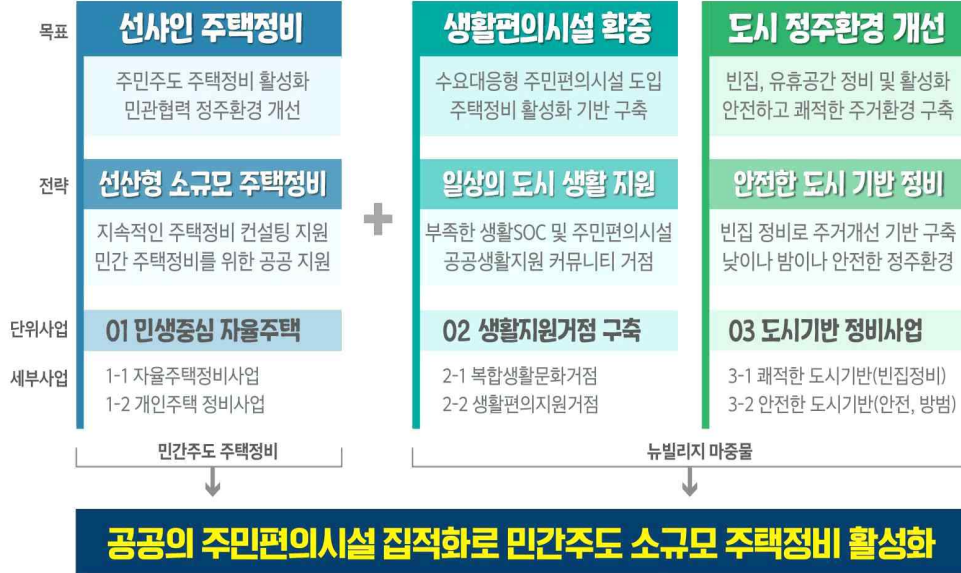 목표
선샤인 주택정비
주민주도 주택정비 활성화
민관협력 정주환경 개선
생활편의시설 확충
수요대응형 주민편의시설 도입
주택정비 활성화 기반 구축
도시 정주환경 개선
빈집, 유휴공간 정비 및 활성화
안전하고 쾌적한 주거환경 구축
전략
선산형 소규모 주택정비
지속적인 주택정비 컨설팅 지원
민간 주택정비를 위한 공공 지원
+
일상의 도시 생활 지원
부족한 생활SOC 및 주민편의시설
공공생활지원 커뮤니티 거점
안전한 도시 기반 정비
빈집 정비로 주거개선 기반 구축
낮이나 밤이나 안전한 정주환경
단위사업
01 민생중심 자율주택
02 생활지원거점 구축
03 도시기반 정비사업
세부사업
1-1 자율주택정비사업
1-2 개인주택 정비사업
2-1 복합생활문화거점
2-2 생활편의지원거점
3-1 쾌적한 도시기반(빈집정비)
3-2 안전한 도시기반(안전, 방범)
민간주도 주택정비
뉴빌리지 마중물
공공의 주민편의시설 집적화로 민간주도 소규모 주택정비 활성화